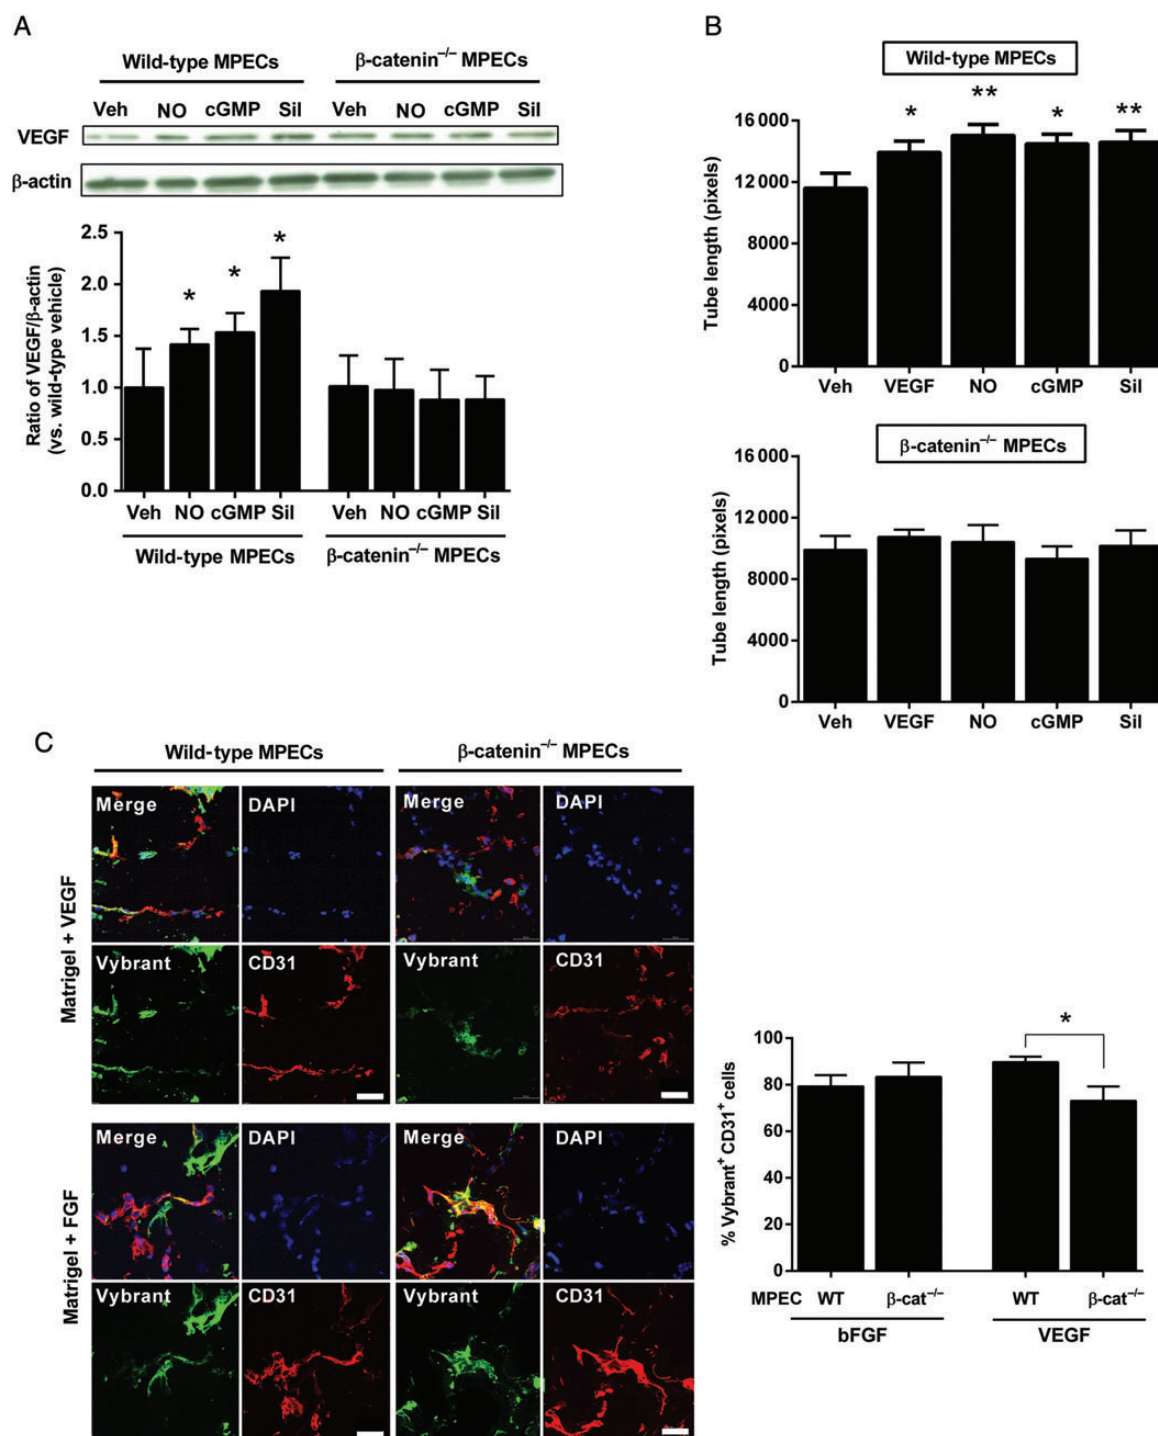 A
Wild-type MPECs
β-catenin⁻/⁻ MPECs
Veh NO cGMP Sil Veh NO cGMP Sil
VEGF
β-actin
Ratio of VEGF/β-actin
(vs. wild-type vehicle)
2.5
2.0
1.5
1.0
0.5
0.0
*
*
*
Veh NO cGMP Sil Veh NO cGMP Sil
Wild-type MPECs β-catenin⁻/⁻ MPECs
B
Wild-type MPECs
Tube length (pixels)
16 000
12 000
8000
4000
0
* ** * **
Veh VEGF NO cGMP Sil
β-catenin⁻/⁻ MPECs
Tube length (pixels)
16 000
12 000
8000
4000
0
Veh VEGF NO cGMP Sil
C
Wild-type MPECs
β-catenin⁻/⁻ MPECs
Matrigel + VEGF
Merge DAPI Merge DAPI
Vybrant CD31 Vybrant CD31
Matrigel + FGF
Merge DAPI Merge DAPI
Vybrant CD31 Vybrant CD31
% Vybrant⁺ CD31⁺ cells
100
80
60
40
20
0
*
MPEC WT β-cat⁻/⁻ WT β-cat⁻/⁻
bFGF VEGF